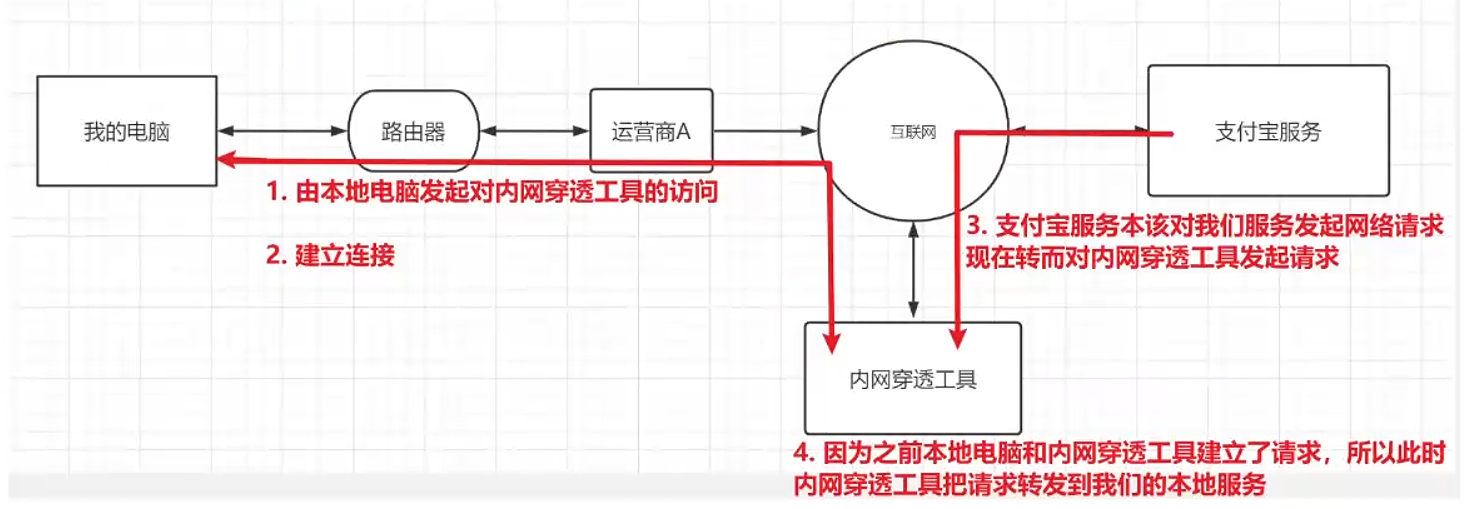 我的电脑
路由器
运营商A
互联网
支付宝服务
1. 由本地电脑发起对内网穿透工具的访问
2. 建立连接
3. 支付宝服务本该对我们服务发起网络请求
现在转而对内网穿透工具发起请求
内网穿透工具
4. 因为之前本地电脑和内网穿透工具建立了请求，所以此时
内网穿透工具把请求转发到我们的本地服务